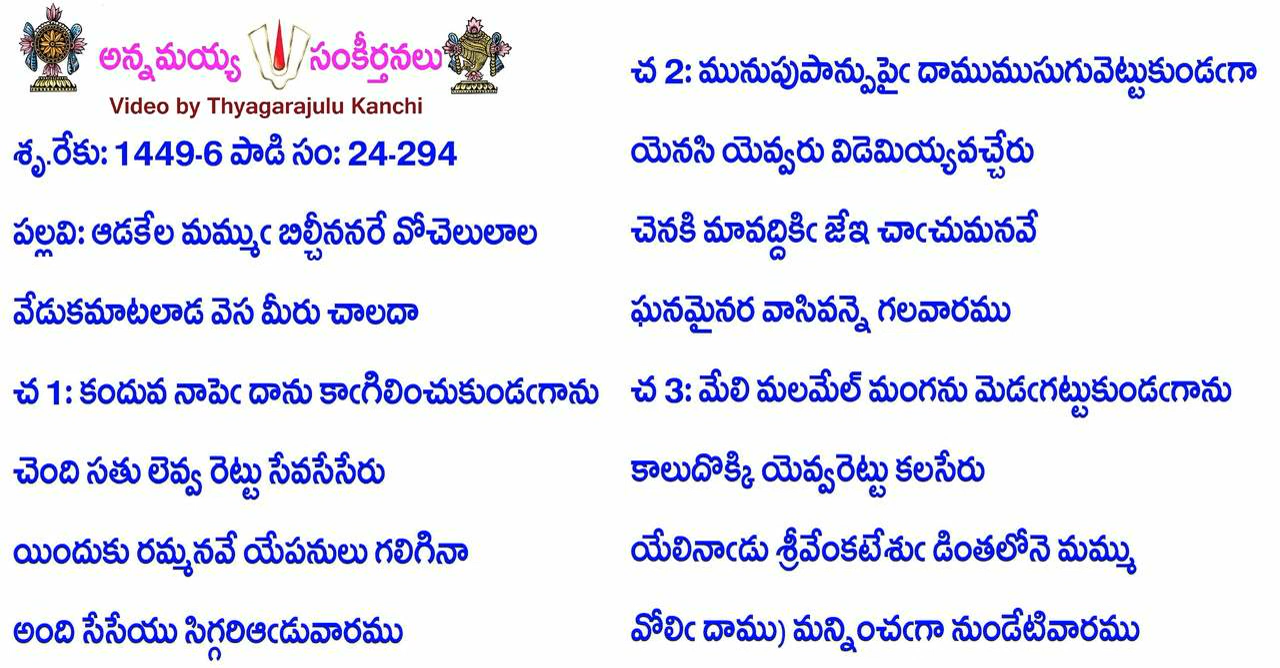 అన్నమయ్య సంకీర్తనలు
Video by Thyagarajulu Kanchi
శృ.రేకు: 1449-6 పాడి సం: 24-294
పల్లవి: ఆడకేల మమ్ముఁ బిల్చీననరే వోచెలులాల
వేడుకమాటలాడ వెస మీరు చాలదా
చ 1: కందువ నాపెఁ దాను కాఁగిలించుకుండఁగాను
చెంది సతు లెవ్వ రెట్టు సేవసేసేరు
యిందుకు రమ్మనవే యేపనులు గలిగినా
అంది సేసేయు సిగ్గరిఆఁడువారము
చ 2: మునుపుపాన్పుపైఁ దాముముసుగువెట్టుకుండఁగా
యెనసి యెవ్వరు విడెమియ్యవచ్చేరు
చెనకి మావద్దికిఁ జేఇ చాఁచుమనవే
ఘనమైనర వాసివన్నె గలవారము
చ 3: మేలి మలమేల్ మంగను మెడఁగట్టుకుండఁగాను
కాలుదొక్కి యెవ్వరెట్టు కలసేరు
యేలినాఁడు శ్రీవేంకటేశుఁ డింతలోనె మమ్ము
వోలిఁ దాము) మన్నించఁగా నుండేటివారము